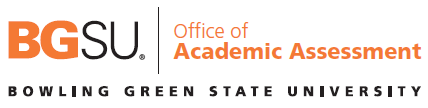 BGSU®
Office of
Academic Assessment
BOWLING GREEN STATE UNIVERSITY